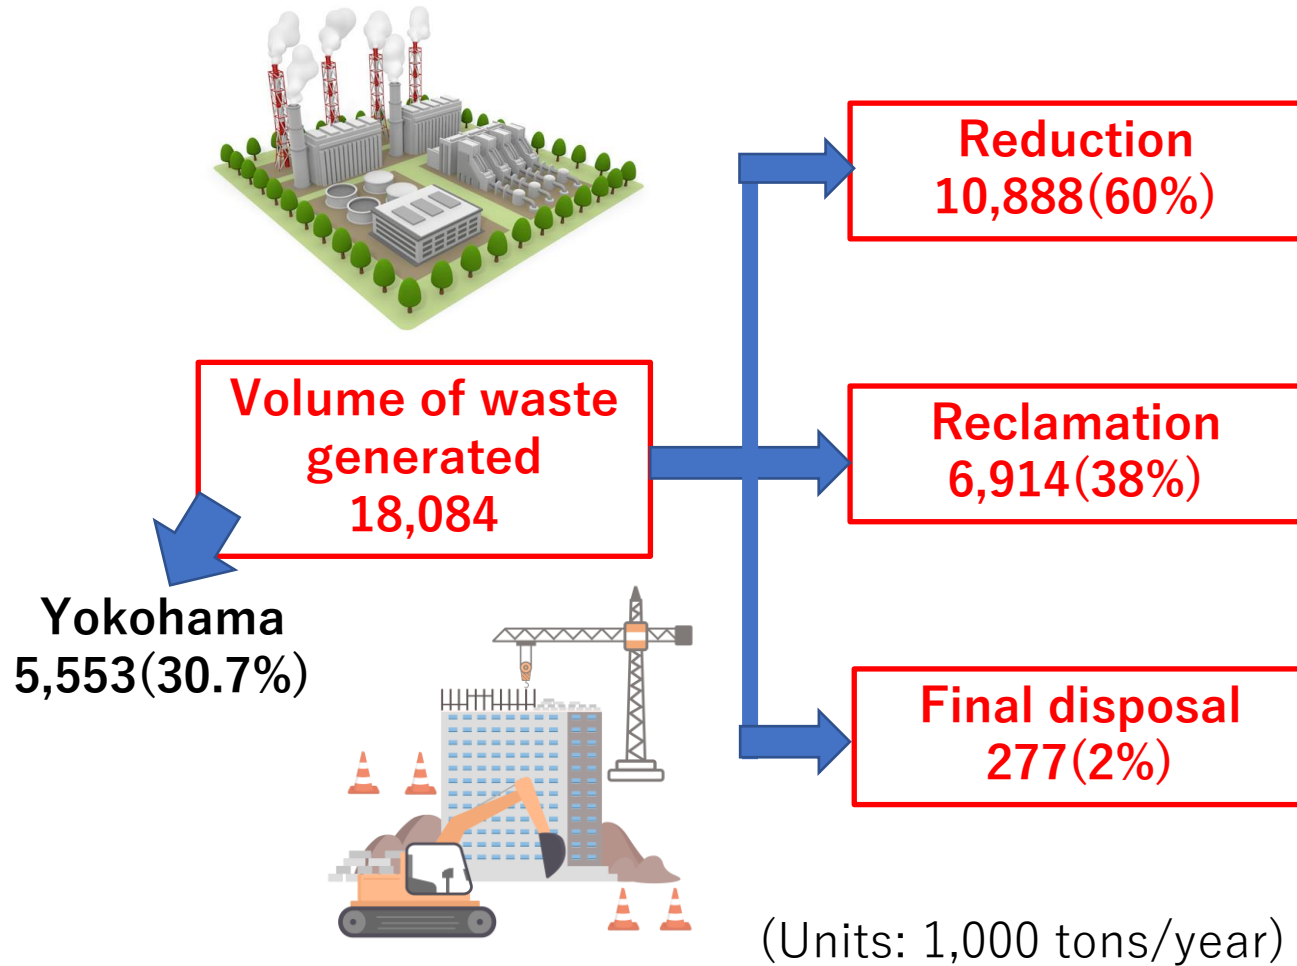 Reduction
10,888(60%)
Volume of waste
generated
18,084
Reclamation
6,914(38%)
Yokohama
5,553(30.7%)
Final disposal
277(2%)
(Units: 1,000 tons/year)